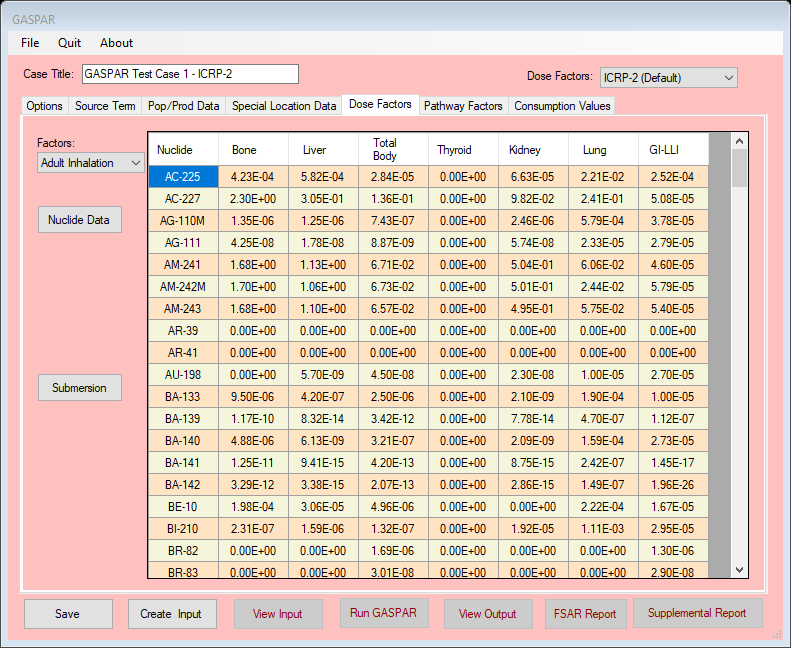 GASPAR
File Quit About
Case Title: GASPAR Test Case 1 - ICRP-2 Dose Factors: ICRP-2 (Default)
Options Source Term Pop/Prod Data Special Location Data Dose Factors Pathway Factors Consumption Values
Factors:
Adult Inhalation
Nuclide Data
Submersion
Nuclide Bone Liver Total Body Thyroid Kidney Lung GI-LLI
AC-225 4.23E-04 5.82E-04 2.84E-05 0.00E+00 6.63E-05 2.21E-02 2.52E-04
AC-227 2.30E+00 3.05E-01 1.36E-01 0.00E+00 9.82E-02 2.41E-01 5.08E-05
AG-110M 1.35E-06 1.25E-06 7.43E-07 0.00E+00 2.46E-06 5.79E-04 3.78E-05
AG-111 4.25E-08 1.78E-08 8.87E-09 0.00E+00 5.74E-08 2.33E-05 2.79E-05
AM-241 1.68E+00 1.13E+00 6.71E-02 0.00E+00 5.04E-01 6.06E-02 4.60E-05
AM-242M 1.70E+00 1.06E+00 6.73E-02 0.00E+00 5.01E-01 2.44E-02 5.79E-05
AM-243 1.68E+00 1.10E+00 6.57E-02 0.00E+00 4.95E-01 5.75E-02 5.40E-05
AR-39 0.00E+00 0.00E+00 0.00E+00 0.00E+00 0.00E+00 0.00E+00 0.00E+00
AR-41 0.00E+00 0.00E+00 0.00E+00 0.00E+00 0.00E+00 0.00E+00 0.00E+00
AU-198 0.00E+00 5.70E-09 4.50E-08 0.00E+00 2.30E-08 1.00E-05 2.70E-05
BA-133 9.50E-06 4.20E-07 2.50E-06 0.00E+00 2.10E-09 1.90E-04 1.00E-05
BA-139 1.17E-10 8.32E-14 3.42E-12 0.00E+00 7.78E-14 4.70E-07 1.12E-07
BA-140 4.88E-06 6.13E-09 3.21E-07 0.00E+00 2.09E-09 1.59E-04 2.73E-05
BA-141 1.25E-11 9.41E-15 4.20E-13 0.00E+00 8.75E-15 2.42E-07 1.45E-17
BA-142 3.29E-12 3.38E-15 2.07E-13 0.00E+00 2.86E-15 1.49E-07 1.96E-26
BE-10 1.98E-04 3.06E-05 4.96E-06 0.00E+00 0.00E+00 2.22E-04 1.67E-05
BI-210 2.31E-07 1.59E-06 1.32E-07 0.00E+00 1.92E-05 1.11E-03 2.95E-05
BR-82 0.00E+00 0.00E+00 1.69E-06 0.00E+00 0.00E+00 0.00E+00 1.30E-06
BR-83 0.00E+00 0.00E+00 3.01E-08 0.00E+00 0.00E+00 0.00E+00 2.90E-08
Save Create Input View Input Run GASPAR View Output FSAR Report Supplemental Report